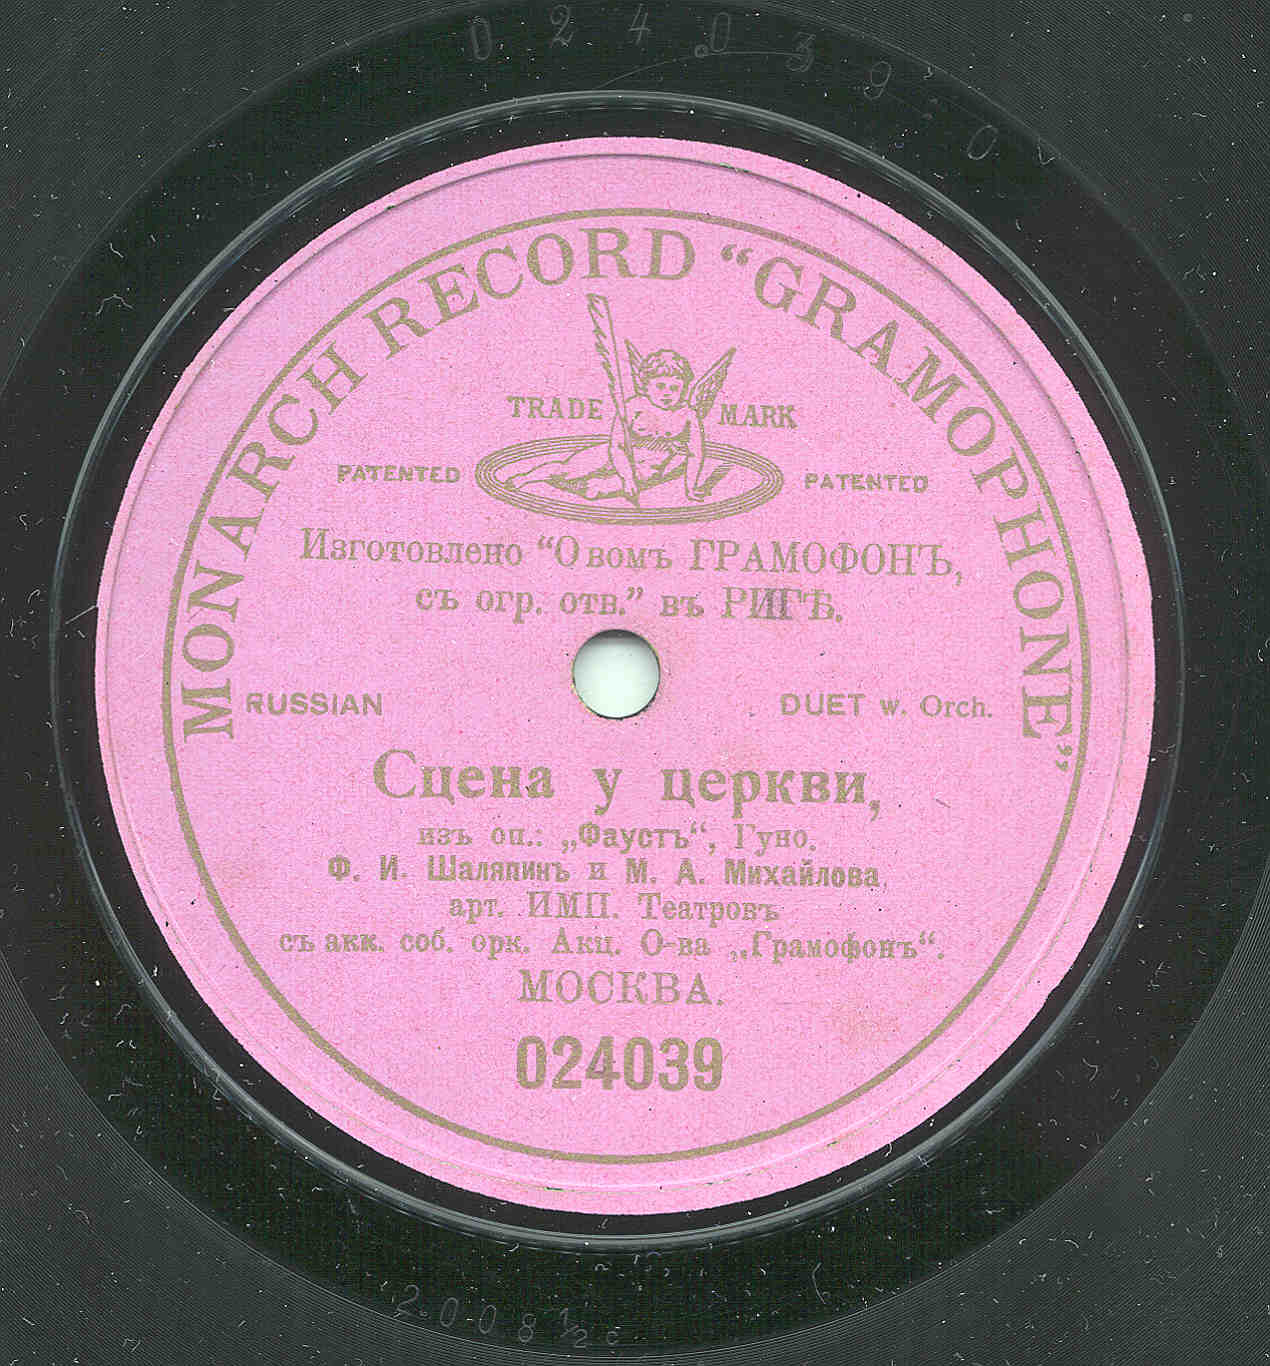 024039
MONARCH RECORD “GRAMOPHONE”
TRADE MARK
PATENTED PATENTED
Изготовлено “Овомъ ГРАМОФОНЪ,
съ огр. отв.” въ РИГѢ.
RUSSIAN DUET w. Orch.
Сцена у церкви,
изъ оп.: „Фаустъ“, Гуно.
Ф. И. Шаляпинъ и М. А. Михайлова,
арт. ИМП. Театровъ
съ акк. соб. орк. Акц. О-ва „Грамофонъ“.
МОСКВА.
024039
2008½c